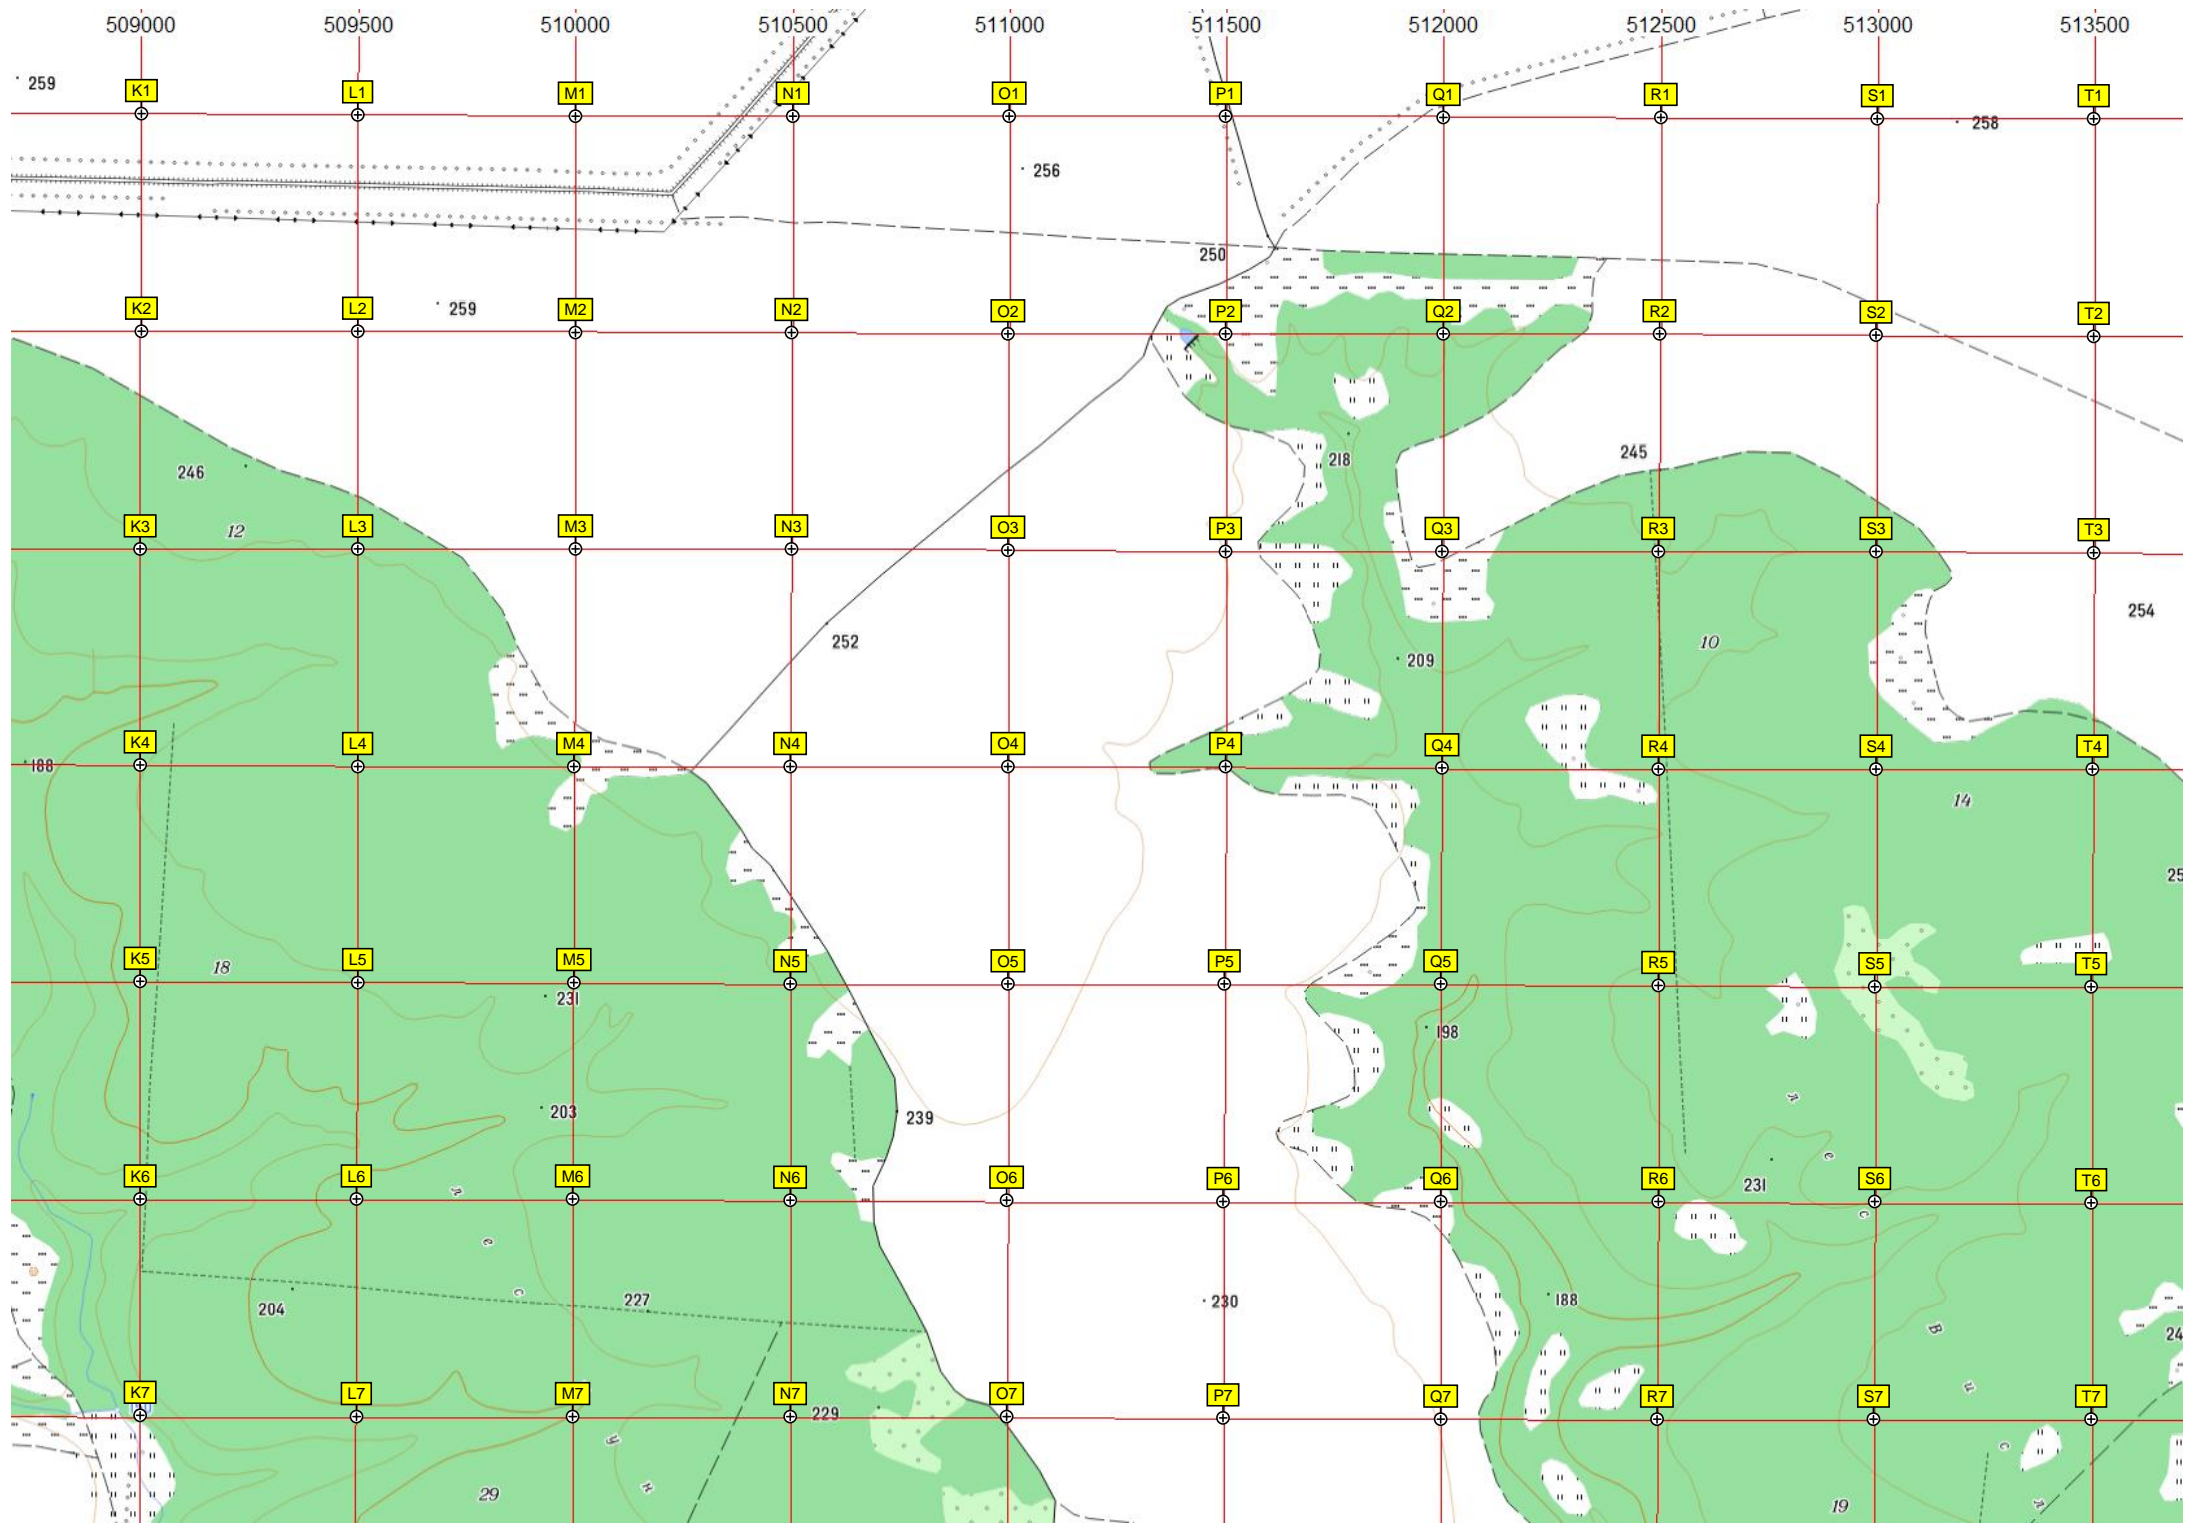 509000 509500 510000 510500 511000 511500 512000 512500 513000 513500
259
K1 L1 M1 N1 O1 P1 Q1 R1 S1 T1
258
256
250
K2 L2 259 M2 N2 O2 P2 Q2 R2 S2 T2
246 218 245
12
K3 L3 M3 N3 O3 P3 Q3 R3 S3 T3
254
252 209 10
K4 L4 M4 N4 O4 P4 Q4 R4 S4 T4
188
14
25
K5 18 L5 M5 N5 O5 P5 Q5 R5 S5 T5
231
198
203 239
л
е
K6 L6 M6 N6 O6 P6 Q6 R6 231 S6 T6
л
с
е
с
204 227 230 188
В
24
и
K7 L7 M7 N7 O7 P7 Q7 R7 S7 T7
229
у
с
н
29 19
л